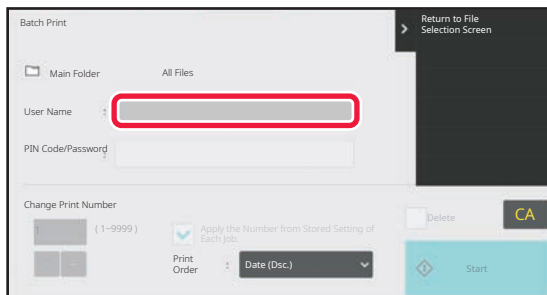 Batch Print
Return to File
Selection Screen
Main Folder
All Files
User Name :
PIN Code/Password :
Change Print Number
1
( 1~9999 )
Apply the Number from Stored Setting of
Each Job.
Print
Order :
Date (Dsc.)
Delete
CA
Start